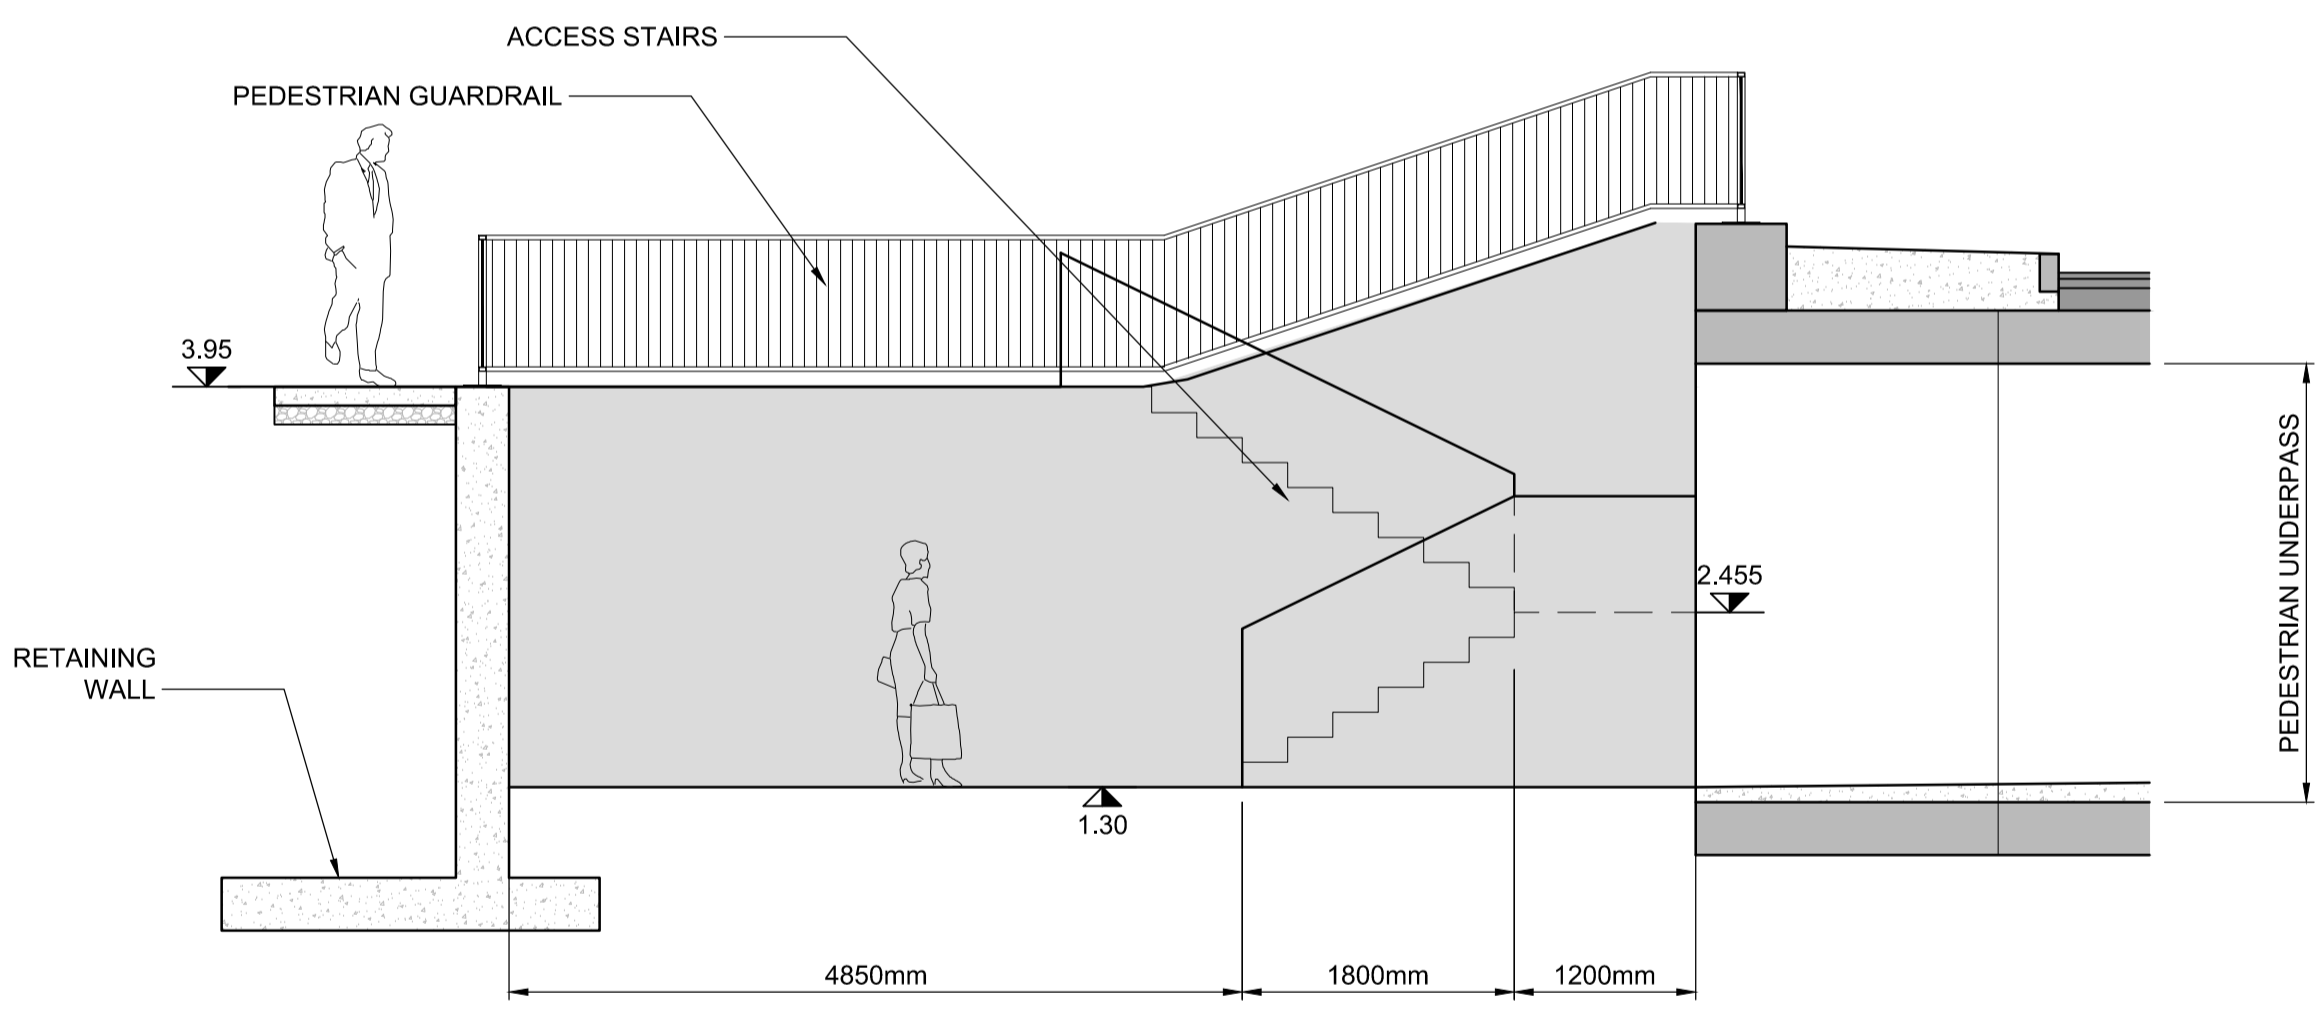 ACCESS STAIRS
PEDESTRIAN GUARDRAIL
3.95
RETAINING
WALL
2.455
PEDESTRIAN UNDERPASS
1.30
4850mm
1800mm
1200mm